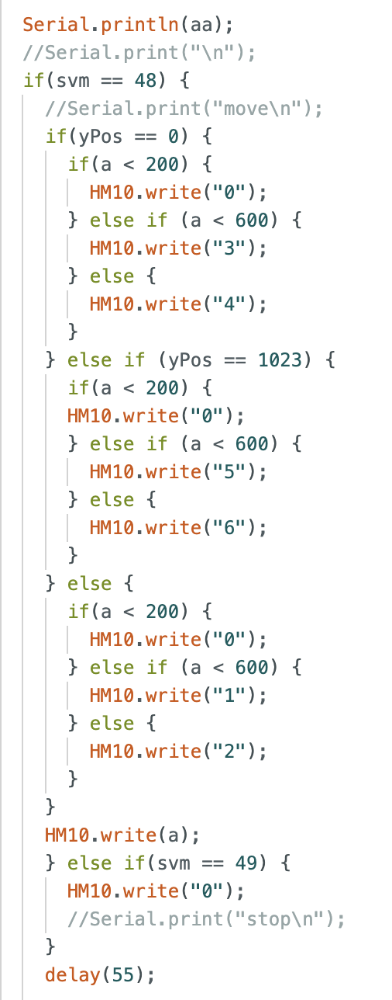 Serial.println(aa);
//Serial.print("\n");
if(svm == 48) {
  //Serial.print("move\n");
  if(yPos == 0) {
    if(a < 200) {
      HM10.write("0");
    } else if (a < 600) {
      HM10.write("3");
    } else {
      HM10.write("4");
    }
  } else if (yPos == 1023) {
    if(a < 200) {
    HM10.write("0");
    } else if (a < 600) {
      HM10.write("5");
    } else {
      HM10.write("6");
    }
  } else {
    if(a < 200) {
      HM10.write("0");
    } else if (a < 600) {
      HM10.write("1");
    } else {
      HM10.write("2");
    }
  }
  HM10.write(a);
  } else if(svm == 49) {
    HM10.write("0");
    //Serial.print("stop\n");
  }
  delay(55);